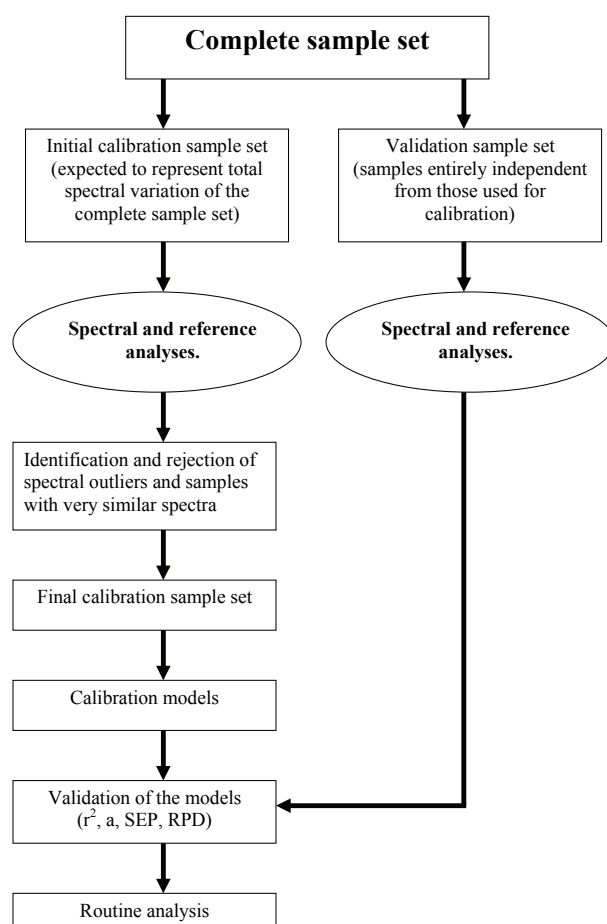 Complete sample set
Initial calibration sample set
(expected to represent total
spectral variation of the
complete sample set)
Validation sample set
(samples entirely independent
from those used for
calibration)
Spectral and reference
analyses.
Spectral and reference
analyses.
Identification and rejection of
spectral outliers and samples
with very similar spectra
Final calibration sample set
Calibration models
Validation of the models
(r², a, SEP, RPD)
Routine analysis